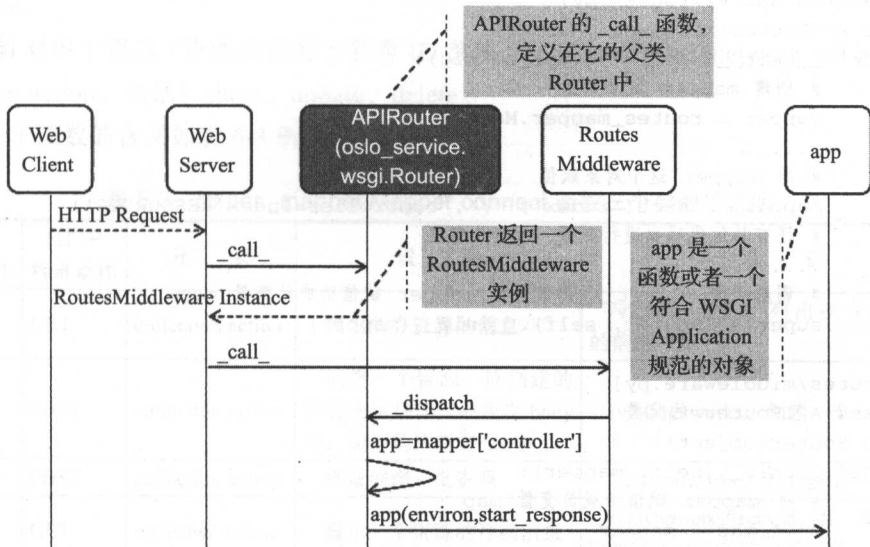 APIRouter 的 _call_ 函数,
定义在它的父类
Router 中
Web
Client
Web
Server
APIRouter
(oslo_service.
wsgi.Router)
Routes
Middleware
app
HTTP Request
_call_
Router 返回一个
RoutesMiddleware
实例
app 是一个
函数或者一个
符合 WSGI
Application
规范的对象
RoutesMiddleware Instance
_call_
_dispatch
app=mapper['controller']
app(environ,start_response)